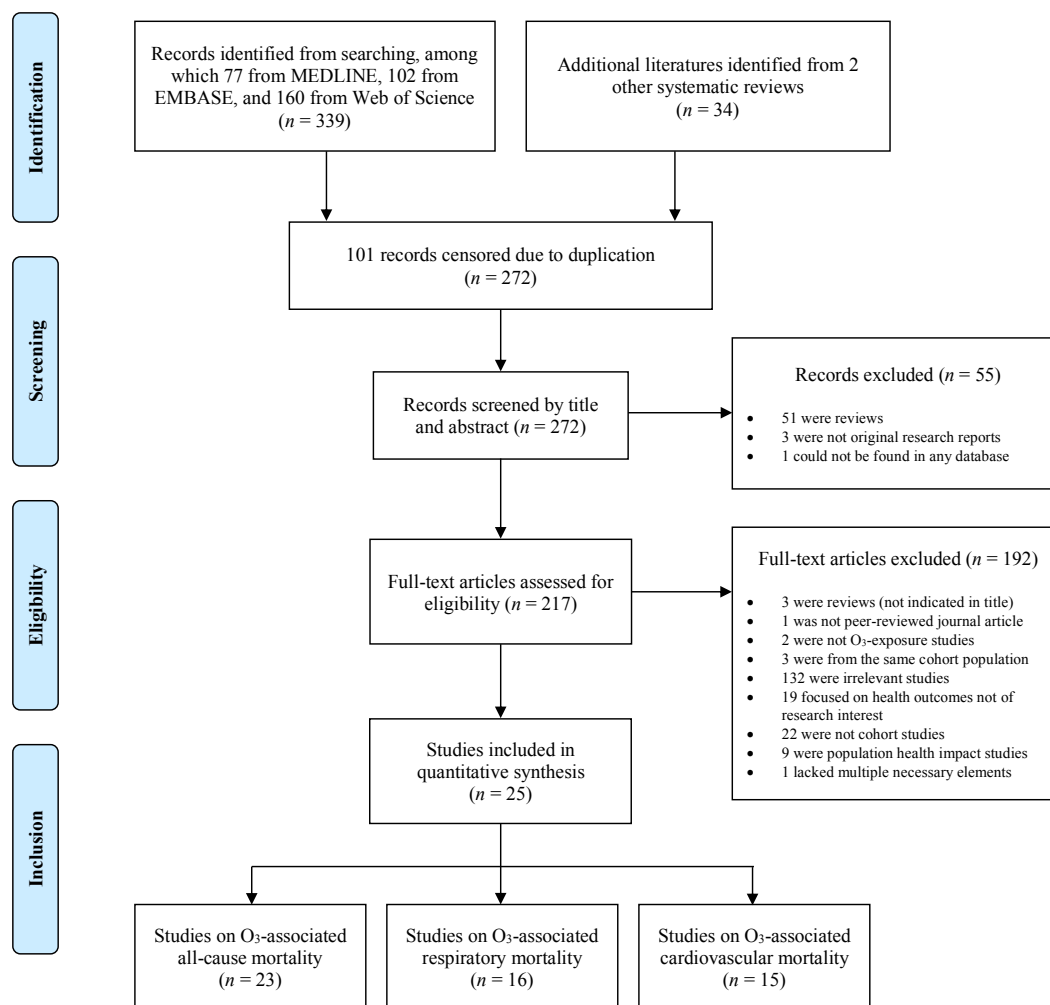 Identification
Records identified from searching, among
which 77 from MEDLINE, 102 from
EMBASE, and 160 from Web of Science
(n = 339)
Additional literatures identified from 2
other systematic reviews
(n = 34)
101 records censored due to duplication
(n = 272)
Screening
Records screened by title
and abstract (n = 272)
Records excluded (n = 55)
• 51 were reviews
• 3 were not original research reports
• 1 could not be found in any database
Eligibility
Full-text articles assessed for
eligibility (n = 217)
Full-text articles excluded (n = 192)
• 3 were reviews (not indicated in title)
• 1 was not peer-reviewed journal article
• 2 were not O₃-exposure studies
• 3 were from the same cohort population
• 132 were irrelevant studies
• 19 focused on health outcomes not of
research interest
• 22 were not cohort studies
• 9 were population health impact studies
• 1 lacked multiple necessary elements
Inclusion
Studies included in
quantitative synthesis
(n = 25)
Studies on O₃-associated
all-cause mortality
(n = 23)
Studies on O₃-associated
respiratory mortality
(n = 16)
Studies on O₃-associated
cardiovascular mortality
(n = 15)